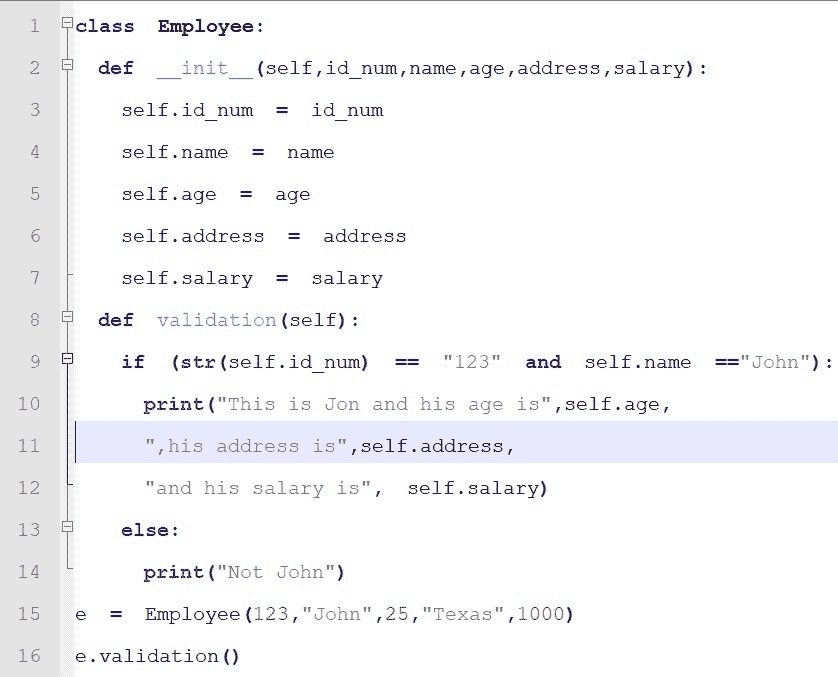 1 class Employee:
2 def __init__(self,id_num,name,age,address,salary):
3 self.id_num = id_num
4 self.name = name
5 self.age = age
6 self.address = address
7 self.salary = salary
8 def validation(self):
9 if (str(self.id_num) == "123" and self.name =="John"):
10 print("This is Jon and his age is",self.age,
11 ",his address is",self.address,
12 "and his salary is", self.salary)
13 else:
14 print("Not John")
15 e = Employee(123,"John",25,"Texas",1000)
16 e.validation()